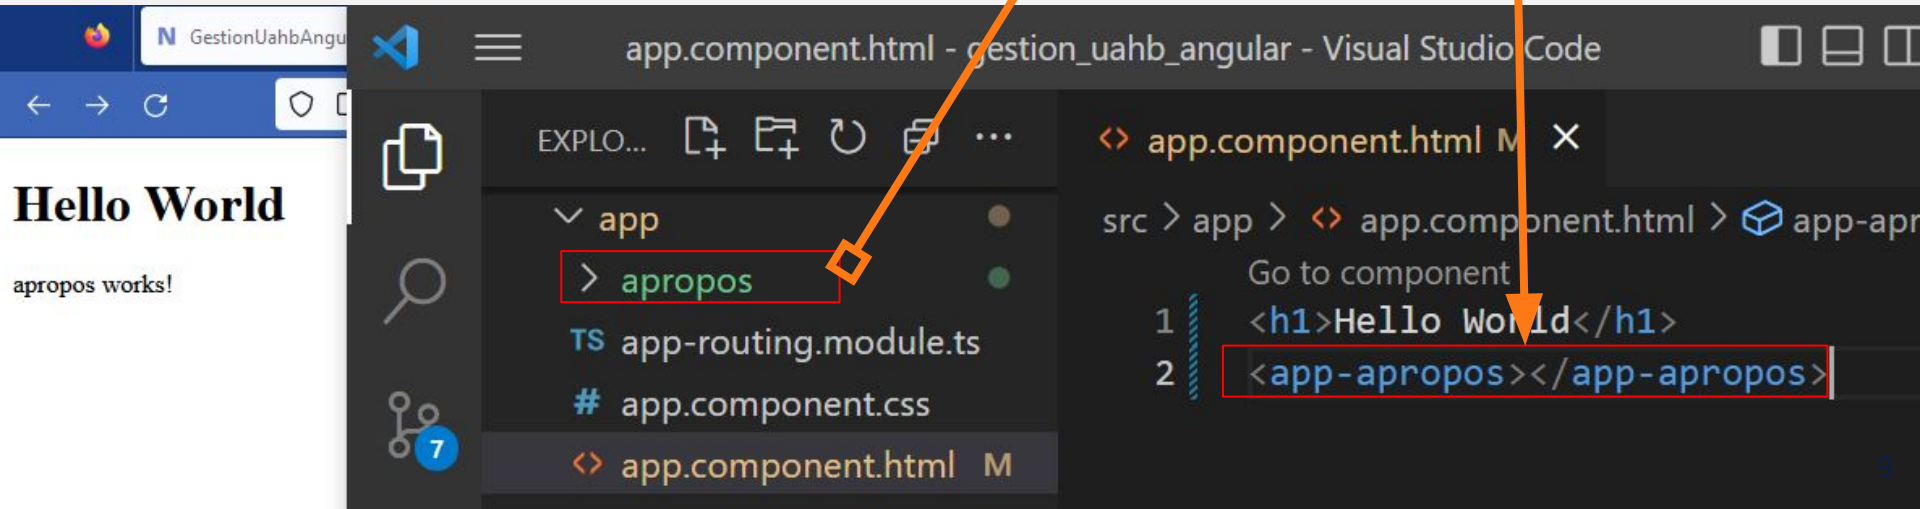 N GestionUahbAngu
Hello World
apropos works!
app.component.html - gestion_uahb_angular - Visual Studio Code
EXPLO... ...
app
apropos
TS app-routing.module.ts
# app.component.css
<> app.component.html M
7
<> app.component.html M
src > app > <> app.component.html > app-apr
Go to component
1 <h1>Hello World</h1>
2 <app-apropos></app-apropos>